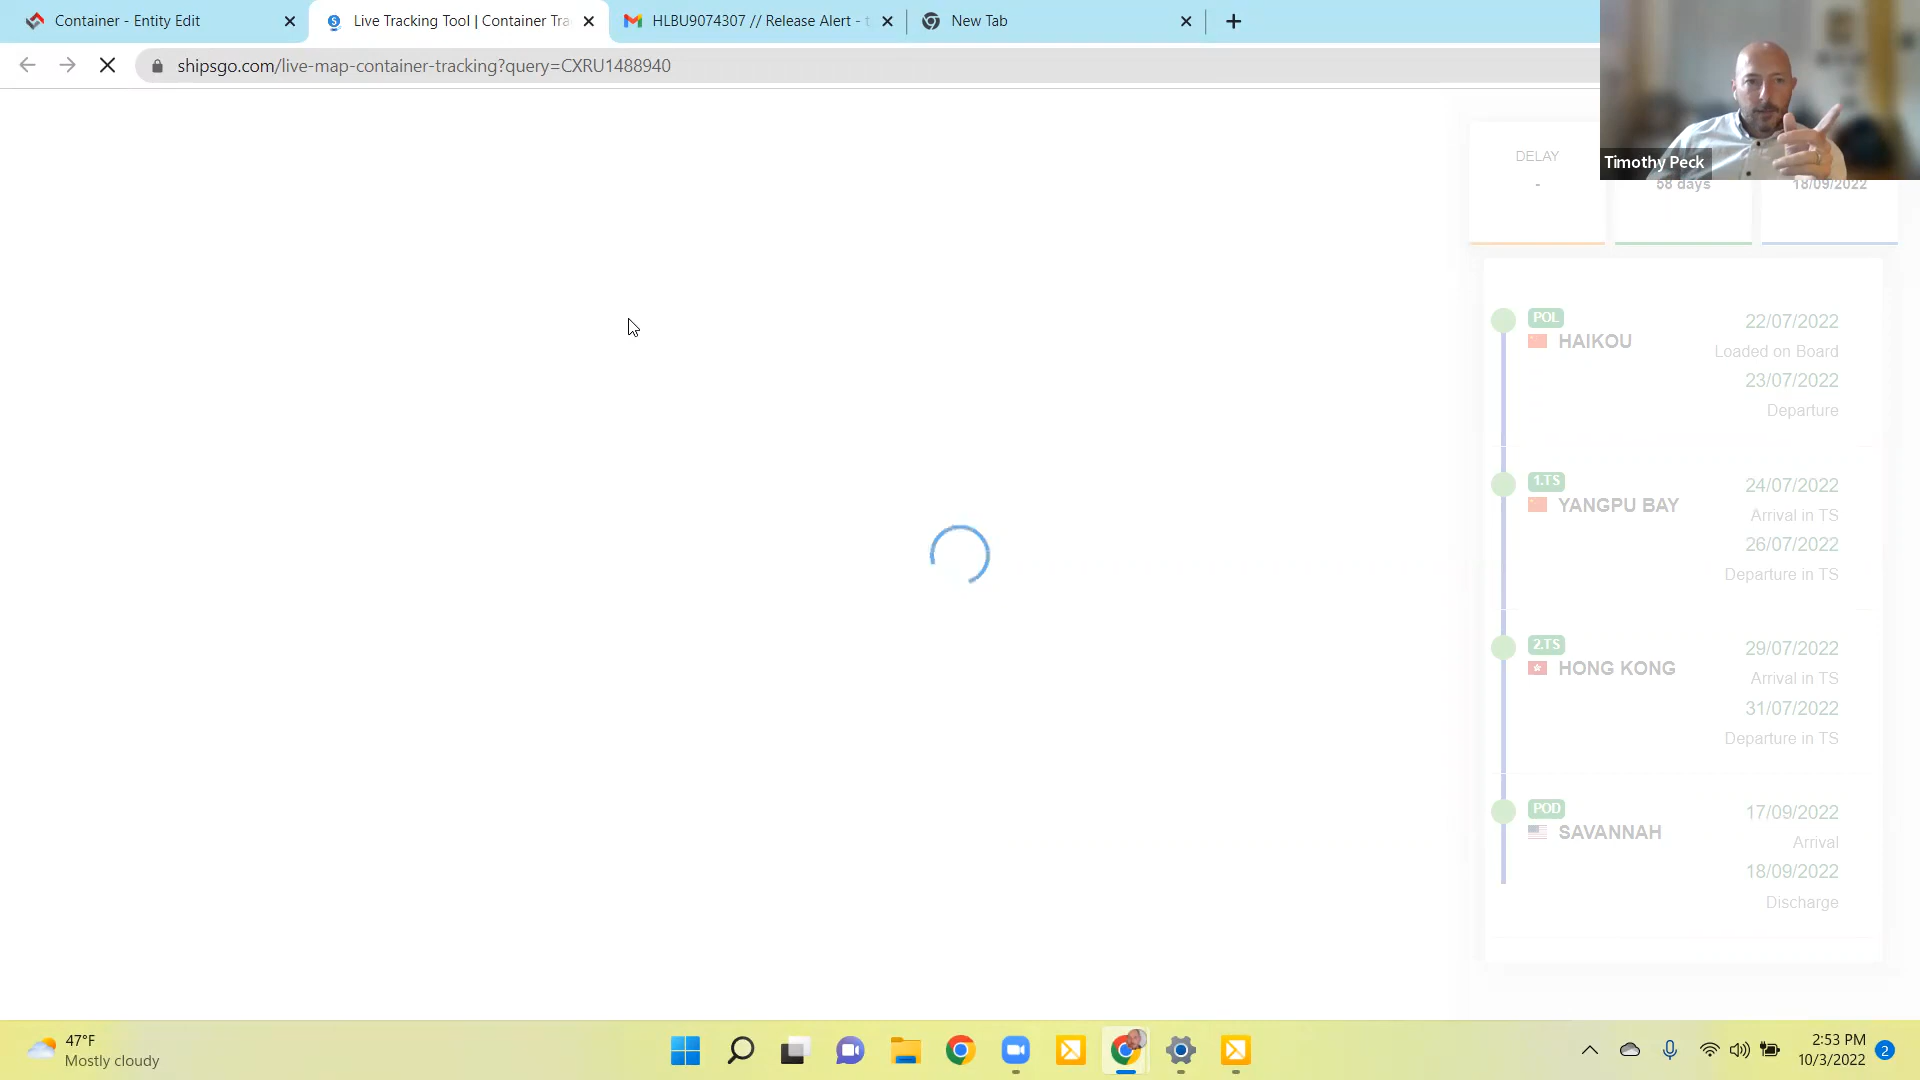 Container - Entity Edit
Live Tracking Tool | Container Tra
HLBU9074307 // Release Alert - t
New Tab
shipsgo.com/live-map-container-tracking?query=CXRU1488940
Timothy Peck
DELAY
-
58 days
18/09/2022
POL
HAIKOU
22/07/2022
Loaded on Board
23/07/2022
Departure
1.TS
YANGPU BAY
24/07/2022
Arrival in TS
26/07/2022
Departure in TS
2.TS
HONG KONG
29/07/2022
Arrival in TS
31/07/2022
Departure in TS
POD
SAVANNAH
17/09/2022
Arrival
18/09/2022
Discharge
47°F
Mostly cloudy
2:53 PM
10/3/2022
2